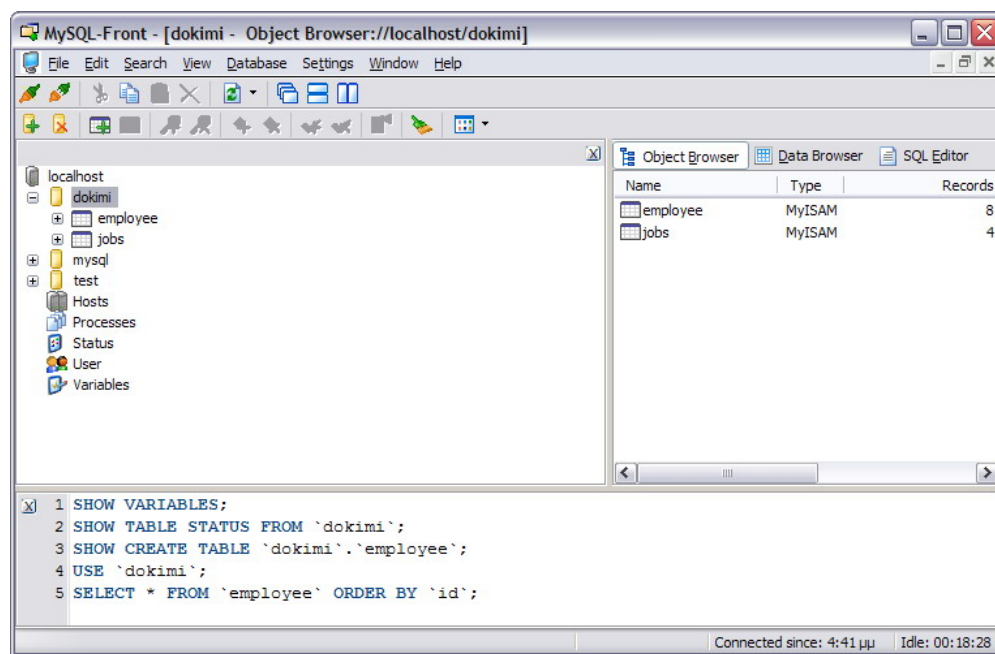 MySQL-Front - [dokimi - Object Browser://localhost/dokimi]
File Edit Search View Database Settings Window Help
localhost
dokimi
employee
jobs
mysql
test
Hosts
Processes
Status
User
Variables
Object Browser Data Browser SQL Editor
Name Type Records
employee MyISAM 8
jobs MyISAM 4
1 SHOW VARIABLES;
2 SHOW TABLE STATUS FROM `dokimi`;
3 SHOW CREATE TABLE `dokimi`.`employee`;
4 USE `dokimi`;
5 SELECT * FROM `employee` ORDER BY `id`;
Connected since: 4:41 μμ Idle: 00:18:28